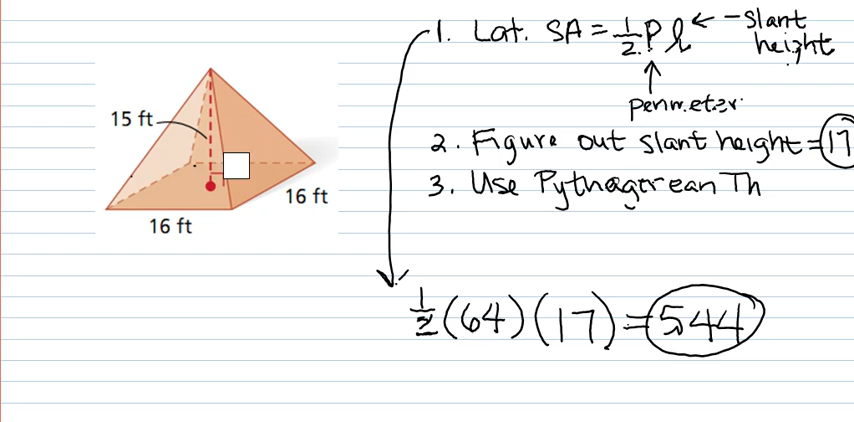 1. Lat. SA = 1/2 P l ← - slant
height
↑
perimeter
2. Figure out slant height = 17
3. Use Pythagorean Th
15 ft
16 ft
16 ft
1/2 (64)(17) = 544